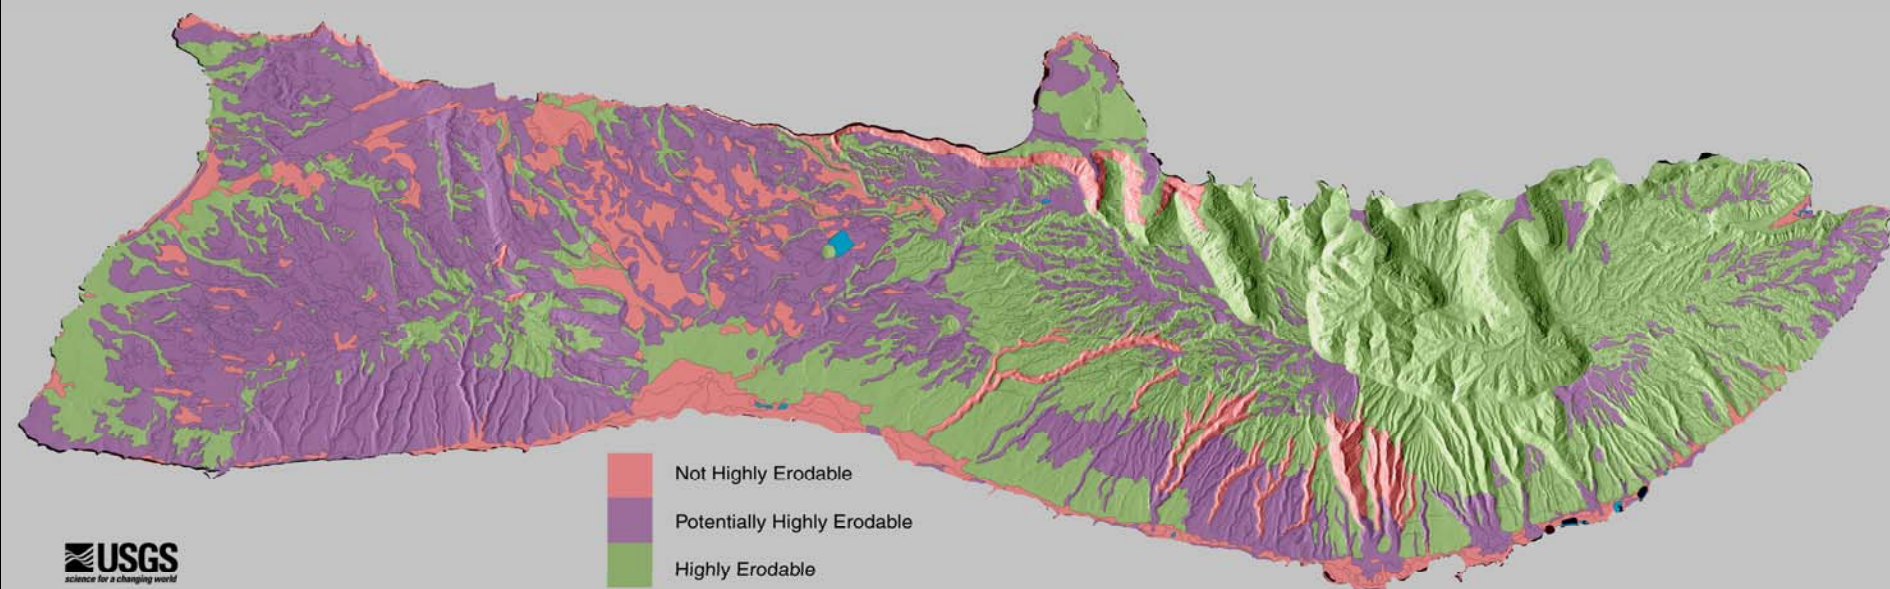 Not Highly Erodable
Potentially Highly Erodable
Highly Erodable
USGS
science for a changing world